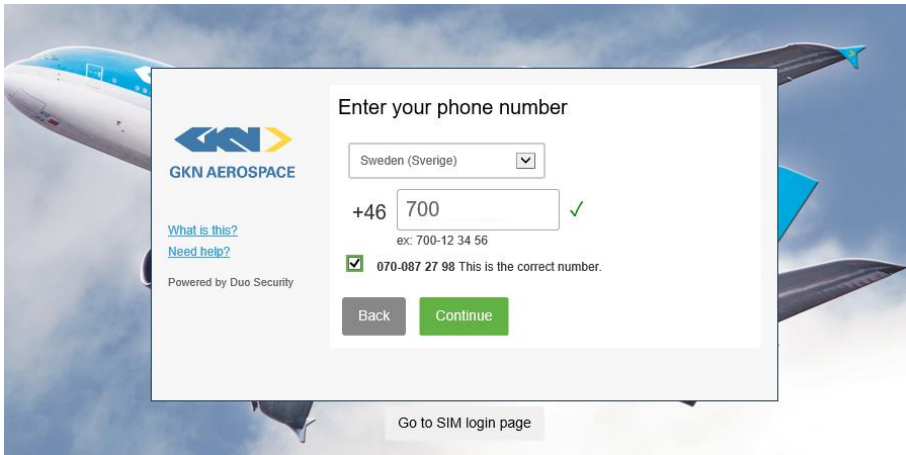 Enter your phone number
GKN
GKN AEROSPACE
Sweden (Sverige)
+46 700
ex: 700-12 34 56
What is this?
Need help?
070-087 27 98 This is the correct number.
Powered by Duo Security
Back Continue
Go to SIM login page